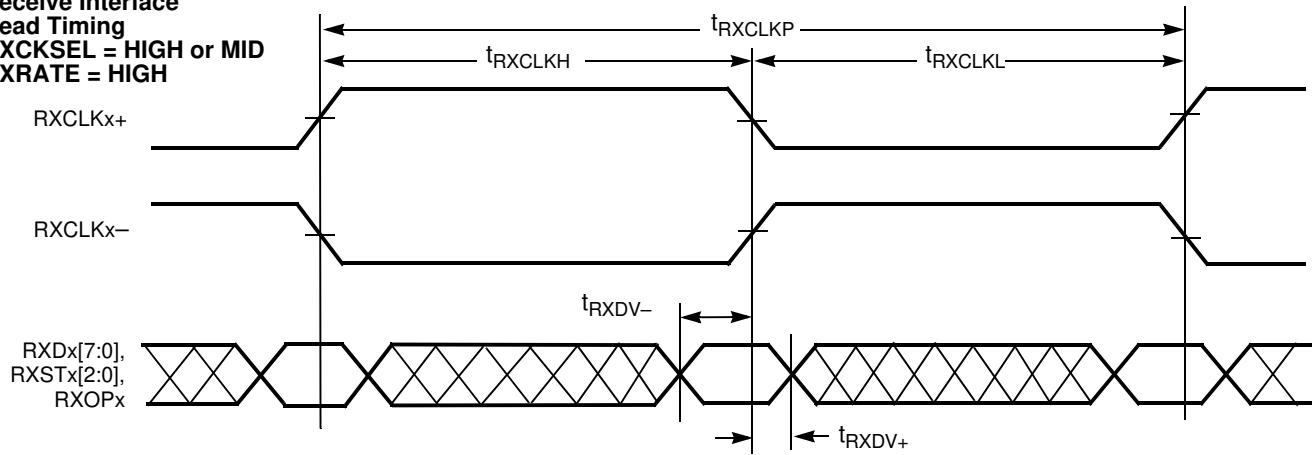 eceive Interface
ead Timing
XCKSEL = HIGH or MID
XRATE = HIGH
tRXCLKP
tRXCLKH
tRXCLKL
RXCLKx+
RXCLKx–
tRXDV–
RXDx[7:0],
RXSTx[2:0],
RXOPx
tRXDV+